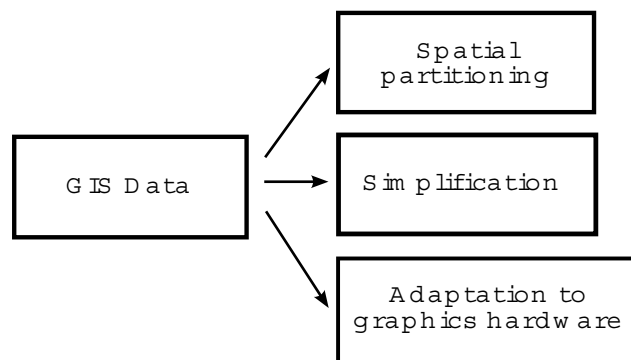 Spatial
partitioning
GIS Data
Simplification
Adaptation to
graphics hardware